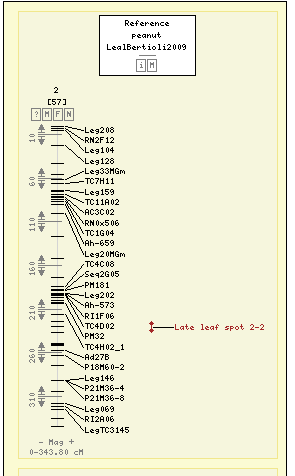 Reference
peanut
LealBertioli2009
i M
2
[57]
? M F N
Leg208
RN2F12
Leg104
Leg128
Leg33MGm
TC7H11
Leg159
TC11A02
AC3C02
RN0x506
TC1G04
Ah-659
Leg20MGm
TC4C08
Seq2G05
PM181
Leg202
Ah-573
RI1F06
TC4D02
PM32
TC4H02_1
Ad27B
P18M60-2
Leg146
P21M36-4
P21M36-8
Leg069
RI2A06
LegTC3145
10
60
110
160
210
260
310
Late leaf spot 2-2
- Mag +
0-343.80 cM